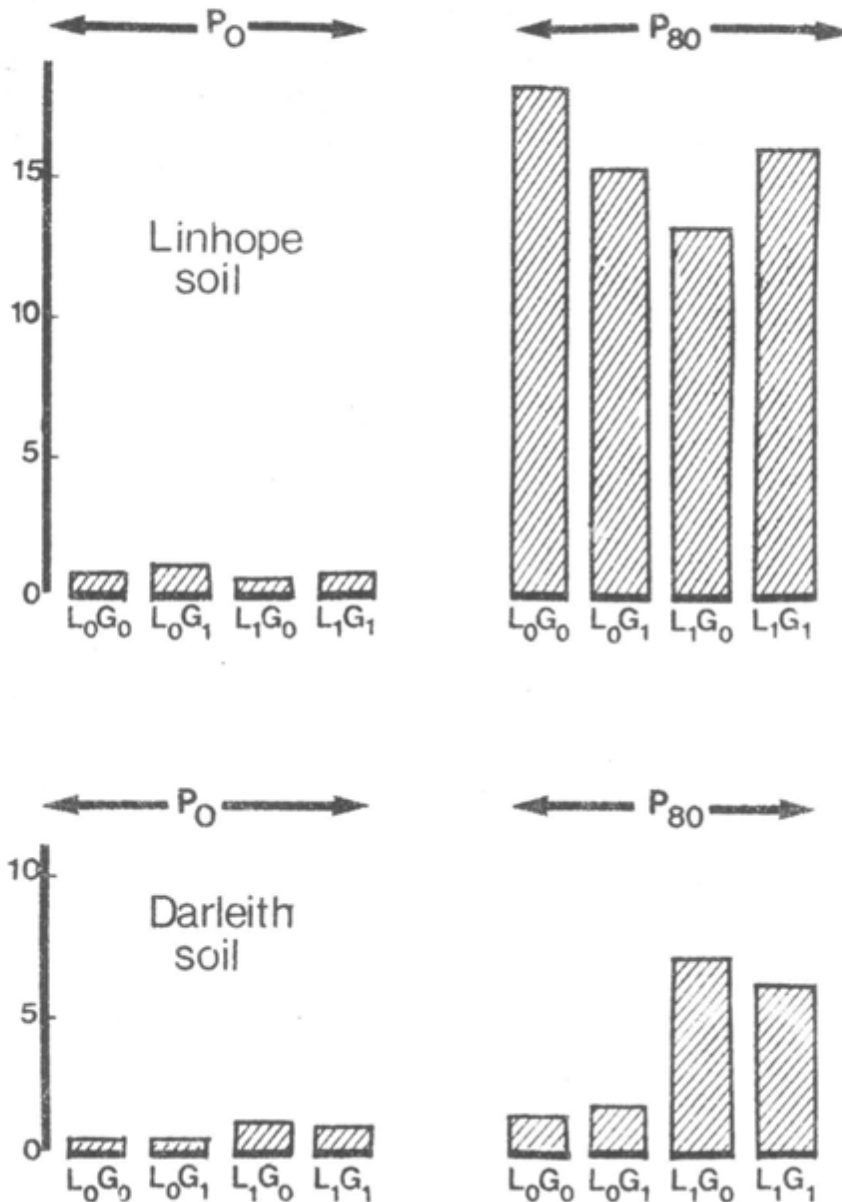 P₀ P₈₀
15
Linhope
soil
10
5
0
L₀G₀ L₀G₁ L₁G₀ L₁G₁ L₀G₀ L₀G₁ L₁G₀ L₁G₁
P₀ P₈₀
10
Darleith
soil
5
0
L₀G₀ L₀G₁ L₁G₀ L₁G₁ L₀G₀ L₀G₁ L₁G₀ L₁G₁